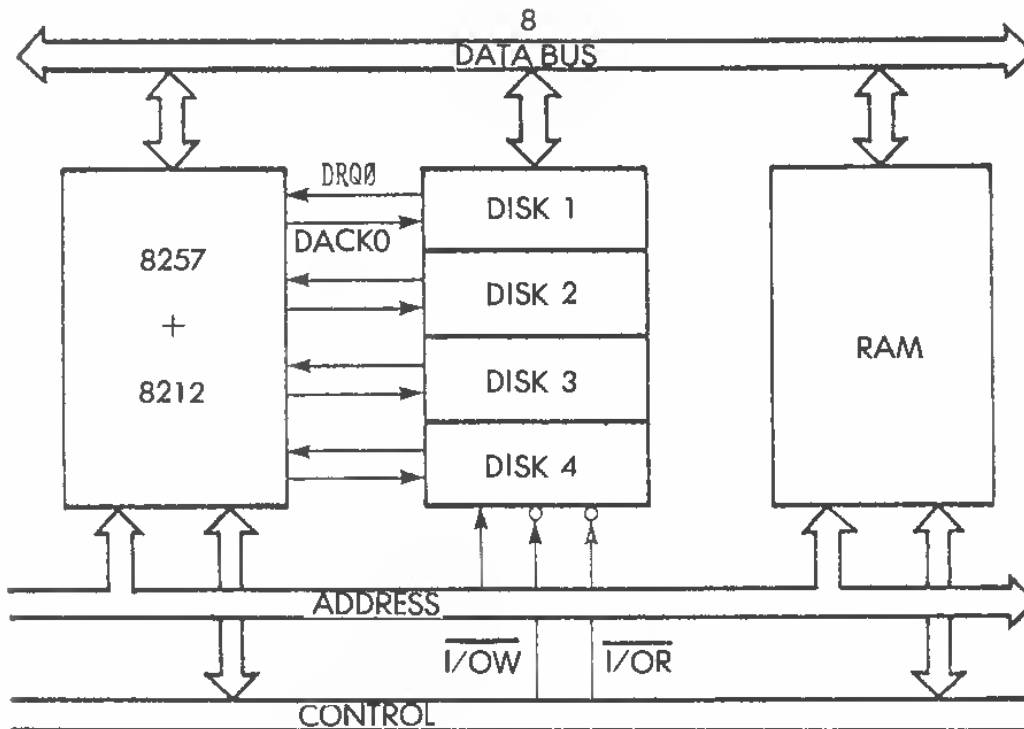 8
DATA BUS
DRQ0
DACK0
8257
+
8212
DISK 1
DISK 2
DISK 3
DISK 4
RAM
ADDRESS
I/OW
I/OR
CONTROL